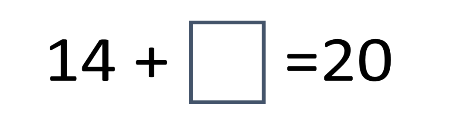 14 + □ =20